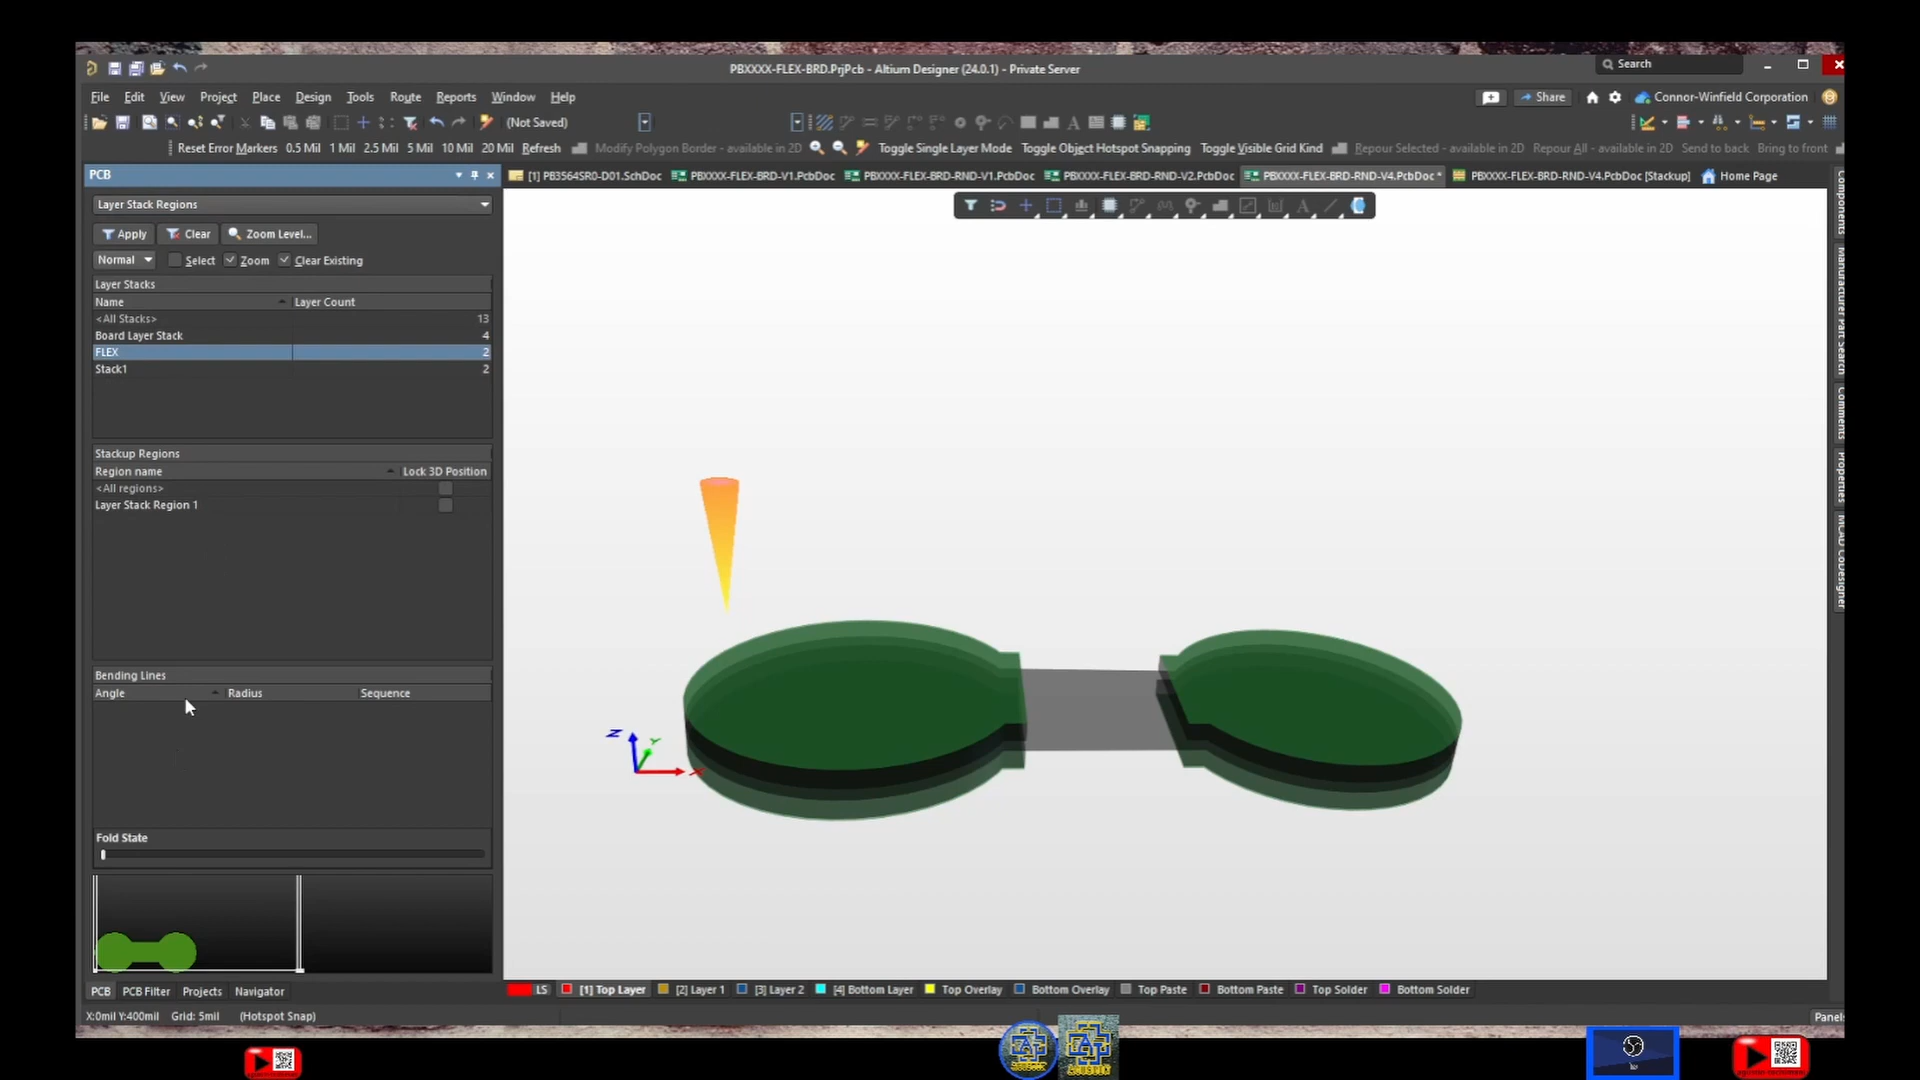 PBXXXX-FLEX-BRD.PrjPcb - Altium Designer (24.0.1) - Private Server
Search
File Edit View Project Place Design Tools Route Reports Window Help
Share
Connor-Winfield Corporation
(Not Saved)
Reset Error Markers 0.5 Mil 1 Mil 2.5 Mil 5 Mil 10 Mil 20 Mil Refresh Modify Polygon Border - available in 2D Toggle Single Layer Mode Toggle Object Hotspot Snapping Toggle Visible Grid Kind Repour Selected - available in 2D Repour All - available in 2D Send to back Bring to front
PCB
[1] PB3564SR0-D01.SchDoc PBXXXX-FLEX-BRD-V1.PcbDoc PBXXXX-FLEX-BRD-RND-V1.PcbDoc PBXXXX-FLEX-BRD-RND-V2.PcbDoc PBXXXX-FLEX-BRD-RND-V4.PcbDoc * PBXXXX-FLEX-BRD-RND-V4.PcbDoc [Stackup] Home Page
Layer Stack Regions
Apply Clear Zoom Level...
Normal Select Zoom Clear Existing
Layer Stacks
Name Layer Count
<All Stacks> 13
Board Layer Stack 4
FLEX 2
Stack1 2
Stackup Regions
Region name Lock 3D Position
<All regions>
Layer Stack Region 1
Bending Lines
Angle Radius Sequence
Fold State
Z
Y
X
Components
Manufacturer Part Search
Comments
Properties
MCAD CoDesigner
LS [1] Top Layer [2] Layer 1 [3] Layer 2 [4] Bottom Layer Top Overlay Bottom Overlay Top Paste Bottom Paste Top Solder Bottom Solder
PCB PCB Filter Projects Navigator
X:0mil Y:400mil Grid: 5mil (Hotspot Snap)
Panels